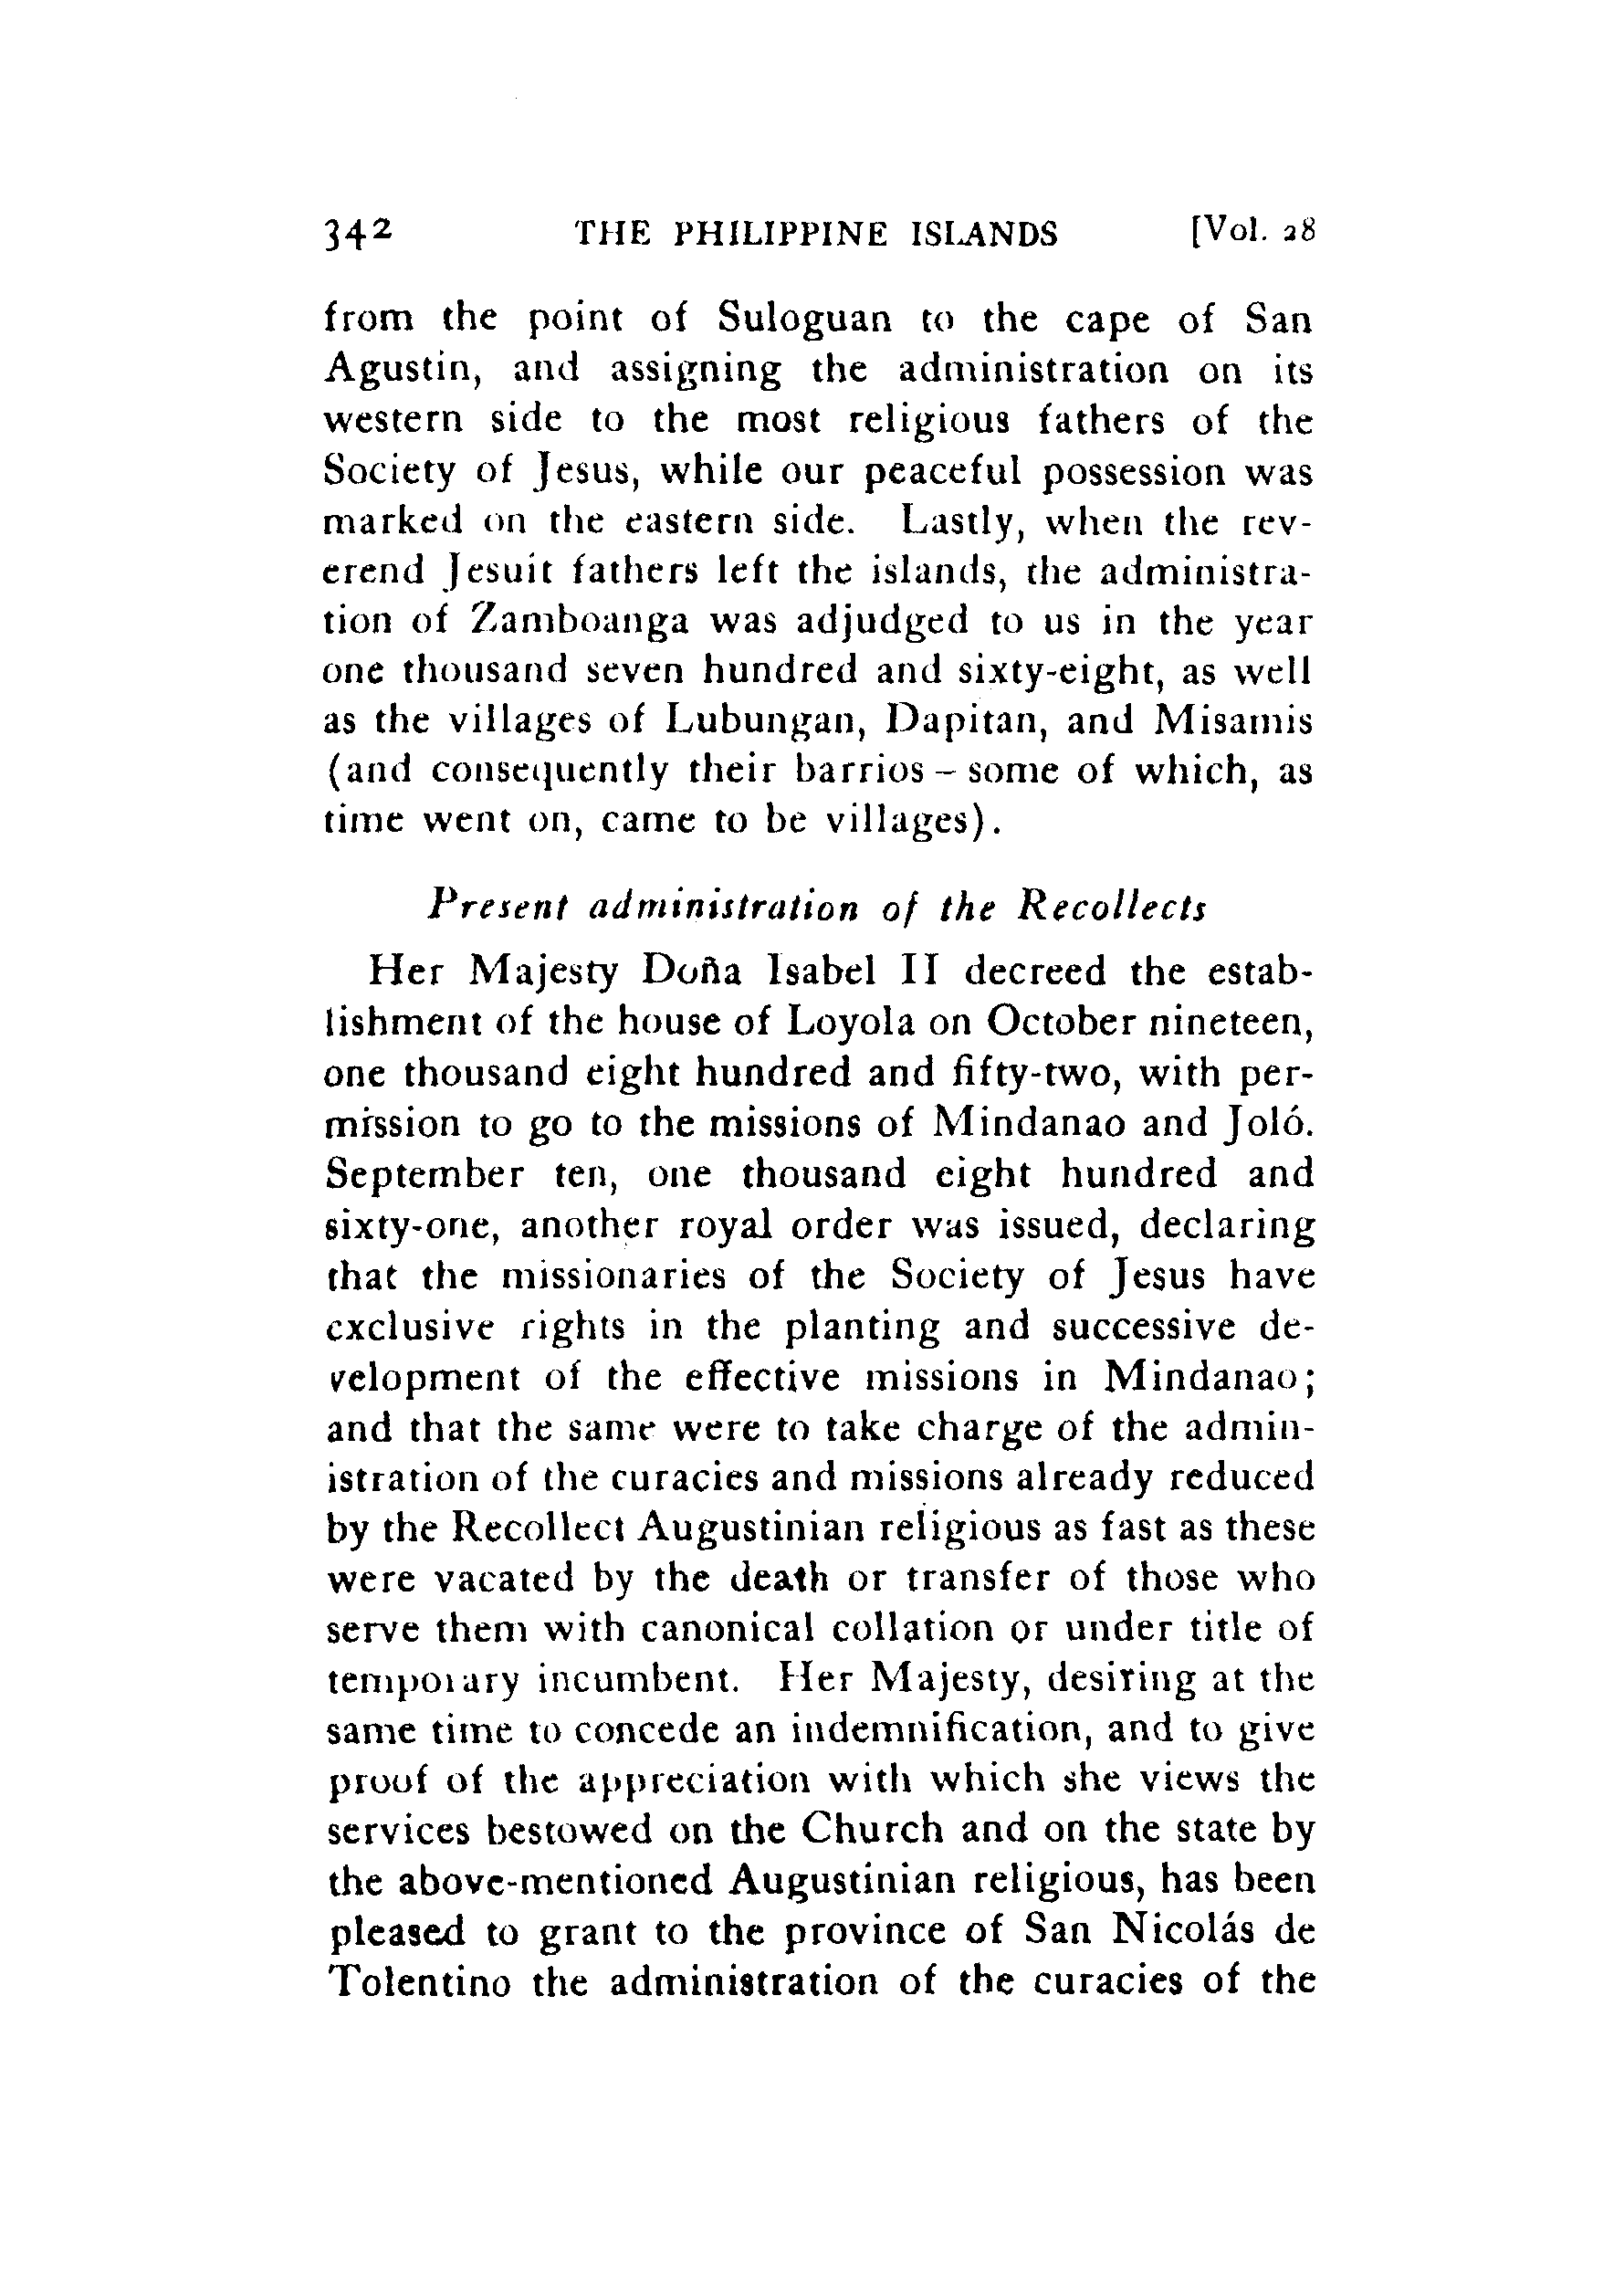 342 THE PHILIPPINE ISLANDS [Vol. 28
from the point of Suloguan to the cape of San
Agustin, and assigning the administration on its
western side to the most religious fathers of the
Society of Jesus, while our peaceful possession was
marked on the eastern side. Lastly, when the rev-
erend Jesuit fathers left the islands, the administra-
tion of Zamboanga was adjudged to us in the year
one thousand seven hundred and sixty-eight, as well
as the villages of Lubungan, Dapitan, and Misamis
(and consequently their barrios – some of which, as
time went on, came to be villages).
Present administration of the Recollects
Her Majesty Doña Isabel II decreed the estab-
lishment of the house of Loyola on October nineteen,
one thousand eight hundred and fifty-two, with per-
mission to go to the missions of Mindanao and Joló.
September ten, one thousand eight hundred and
sixty-one, another royal order was issued, declaring
that the missionaries of the Society of Jesus have
exclusive rights in the planting and successive de-
velopment of the effective missions in Mindanao;
and that the same were to take charge of the admin-
istration of the curacies and missions already reduced
by the Recollect Augustinian religious as fast as these
were vacated by the death or transfer of those who
serve them with canonical collation or under title of
temporary incumbent. Her Majesty, desiring at the
same time to concede an indemnification, and to give
proof of the appreciation with which she views the
services bestowed on the Church and on the state by
the above-mentioned Augustinian religious, has been
pleased to grant to the province of San Nicolás de
Tolentino the administration of the curacies of the